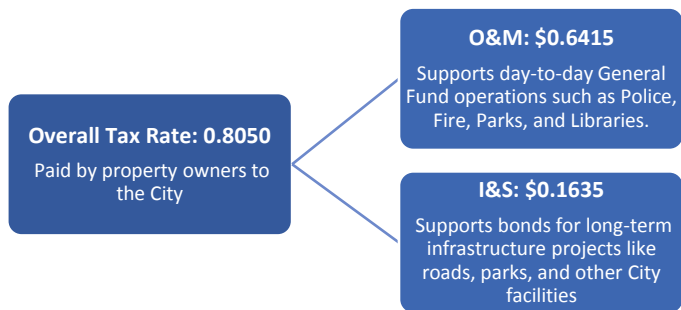 Overall Tax Rate: 0.8050
Paid by property owners to
the City
O&M: $0.6415
Supports day-to-day General
Fund operations such as Police,
Fire, Parks, and Libraries.
I&S: $0.1635
Supports bonds for long-term
infrastructure projects like
roads, parks, and other City
facilities